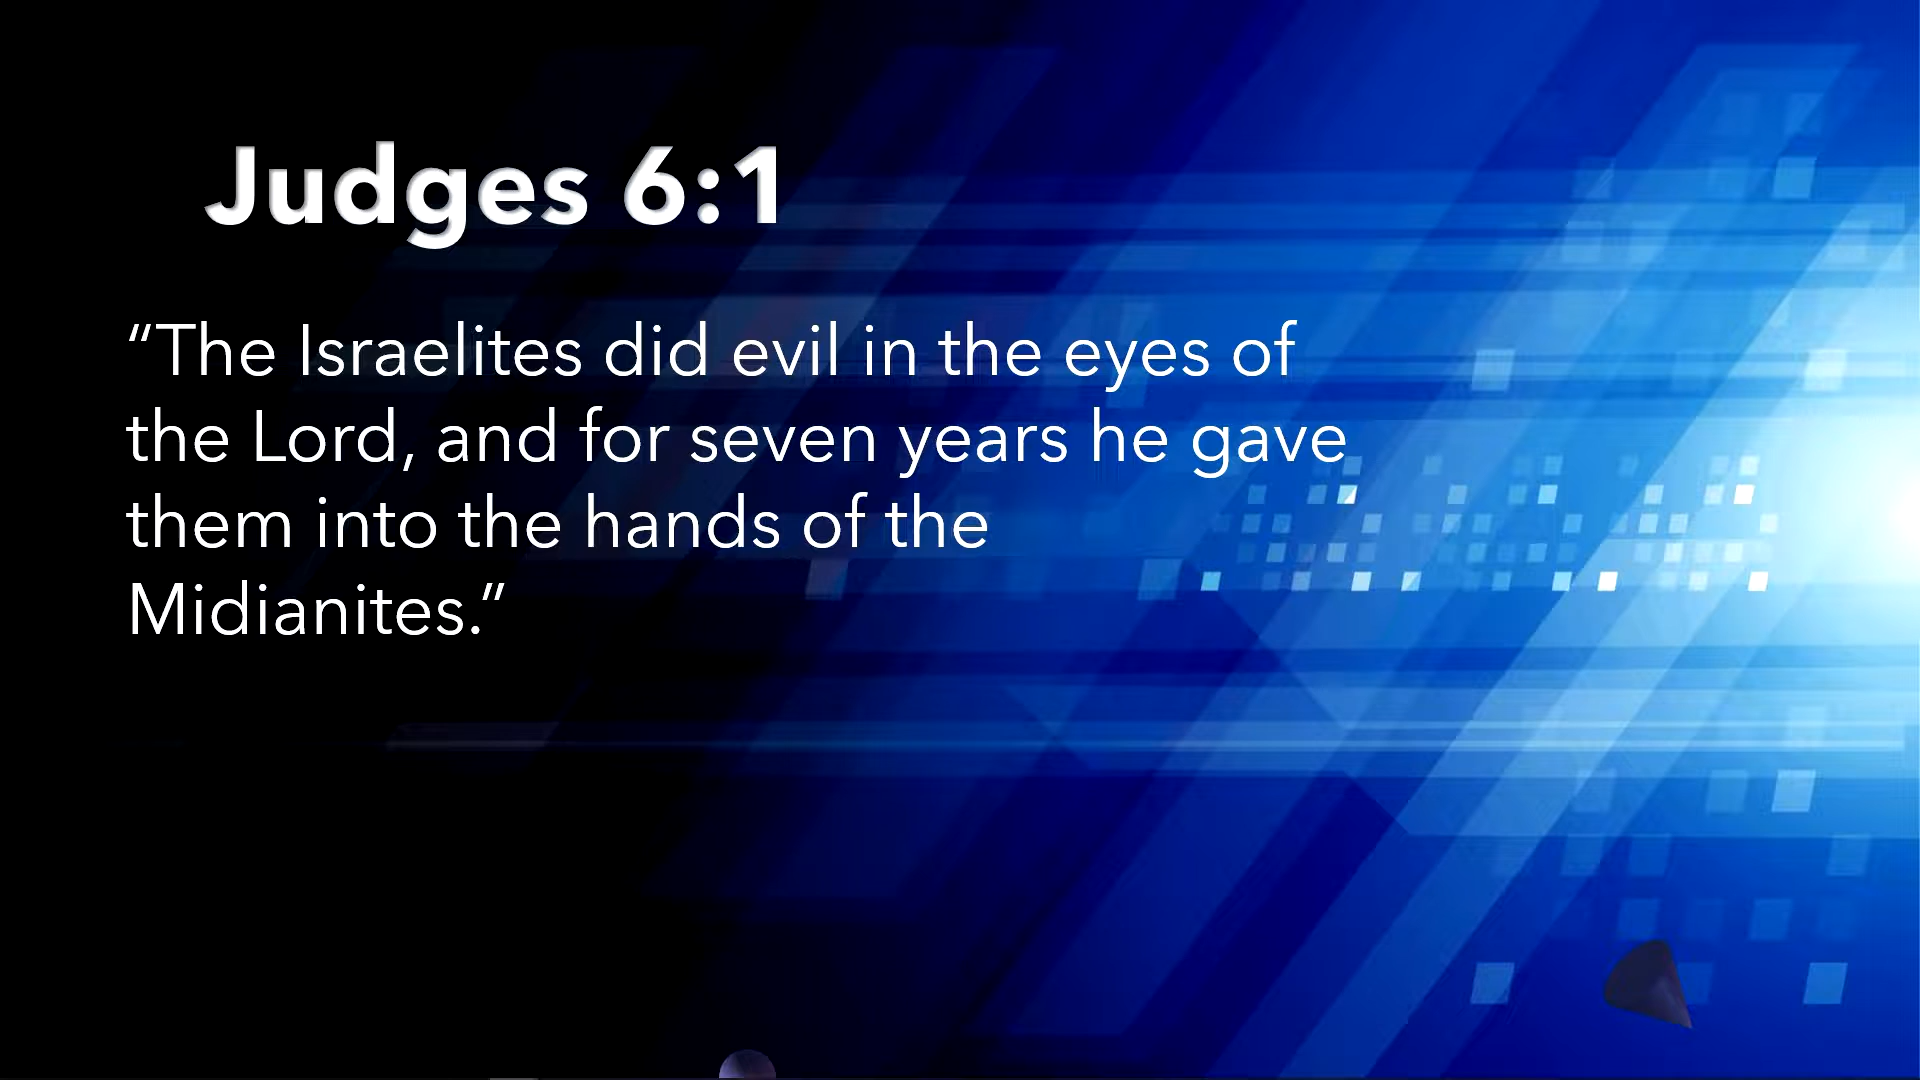 Judges 6:1
“The Israelites did evil in the eyes of
the Lord, and for seven years he gave
them into the hands of the
Midianites.”